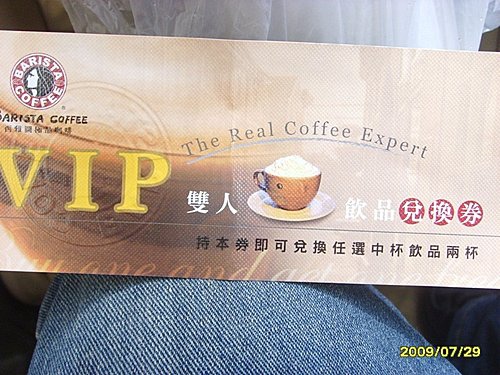 BARISTA COFFEE
BARISTA COFFEE
西雅圖極品咖啡
The Real Coffee Expert
VIP
雙人 飲品兌換券
持本券即可兌換任選中杯飲品兩杯
2009/07/29